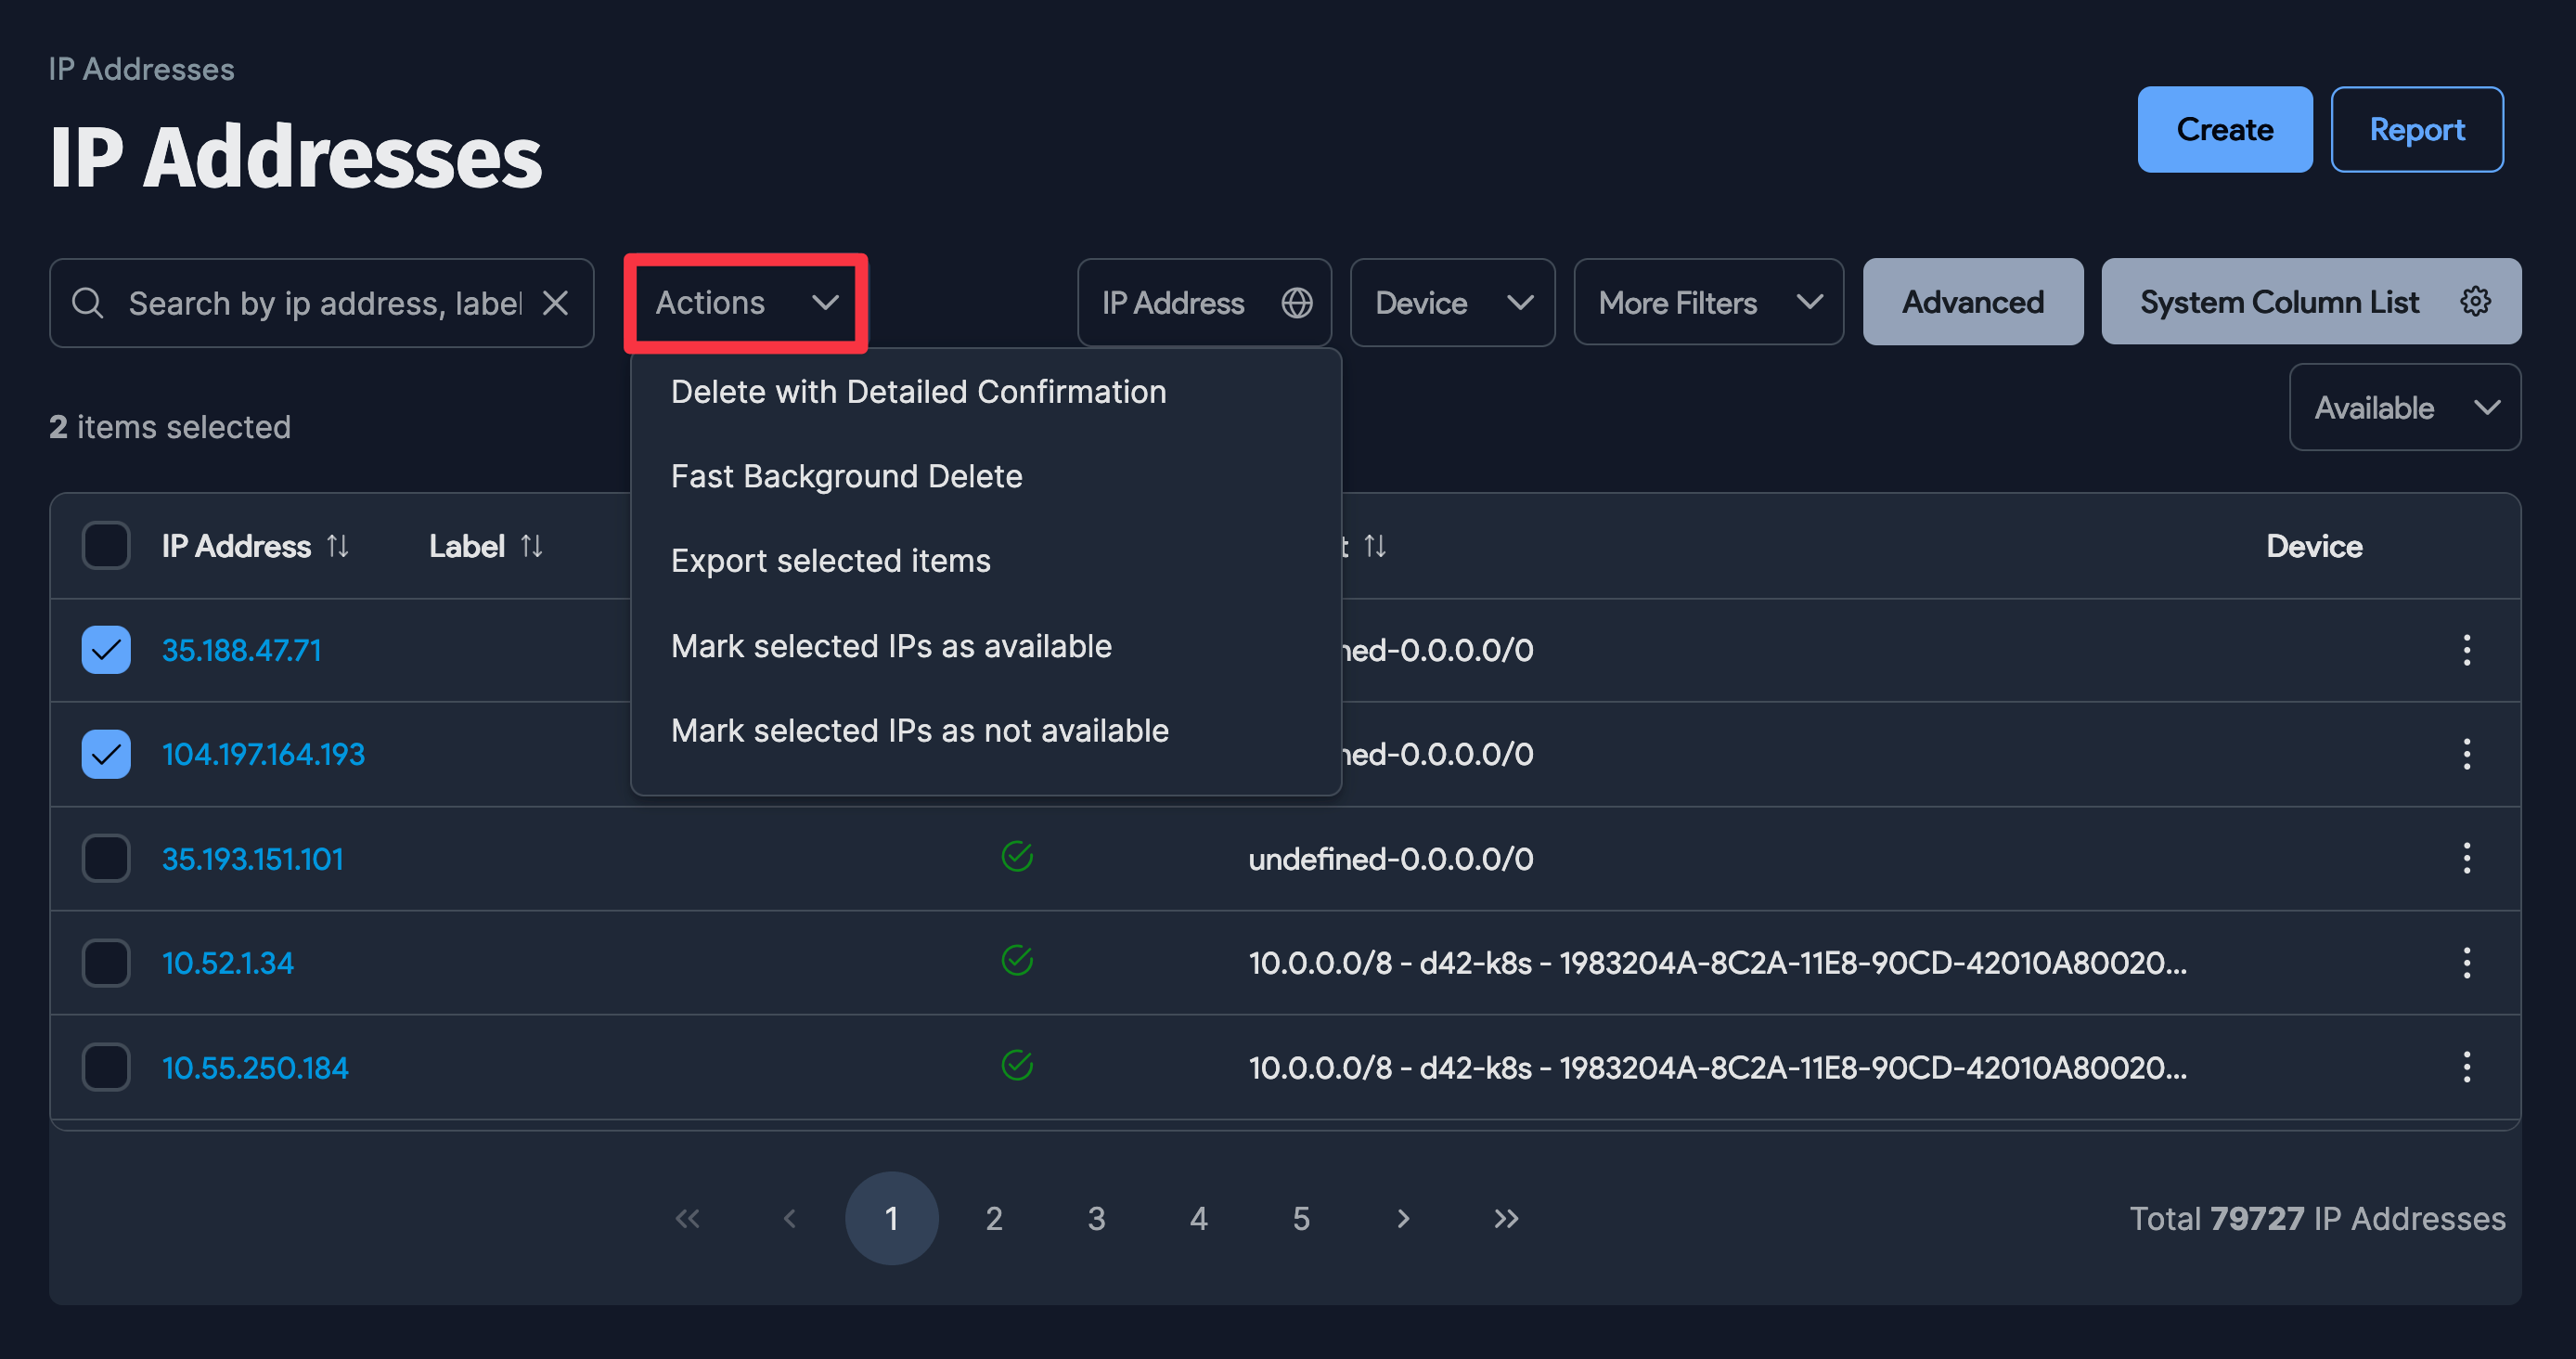 IP Addresses
IP Addresses
Create
Report
Search by ip address, label
Actions
IP Address
Device
More Filters
Advanced
System Column List
Delete with Detailed Confirmation
2 items selected
Available
Fast Background Delete
IP Address
Label
Export selected items
Device
35.188.47.71
Mark selected IPs as available
ned-0.0.0.0/0
104.197.164.193
Mark selected IPs as not available
ned-0.0.0.0/0
35.193.151.101
undefined-0.0.0.0/0
10.52.1.34
10.0.0.0/8 - d42-k8s - 1983204A-8C2A-11E8-90CD-42010A80020...
10.55.250.184
10.0.0.0/8 - d42-k8s - 1983204A-8C2A-11E8-90CD-42010A80020...
« ‹ 1 2 3 4 5 › »
Total 79727 IP Addresses